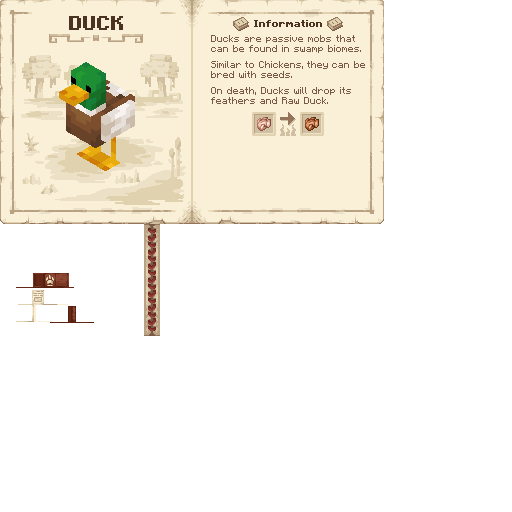 DUCK
Information
Ducks are passive mobs that
can be found in swamp biomes.
Similar to Chickens, they can be
bred with seeds.
On death, Ducks will drop its
feathers and Raw Duck.